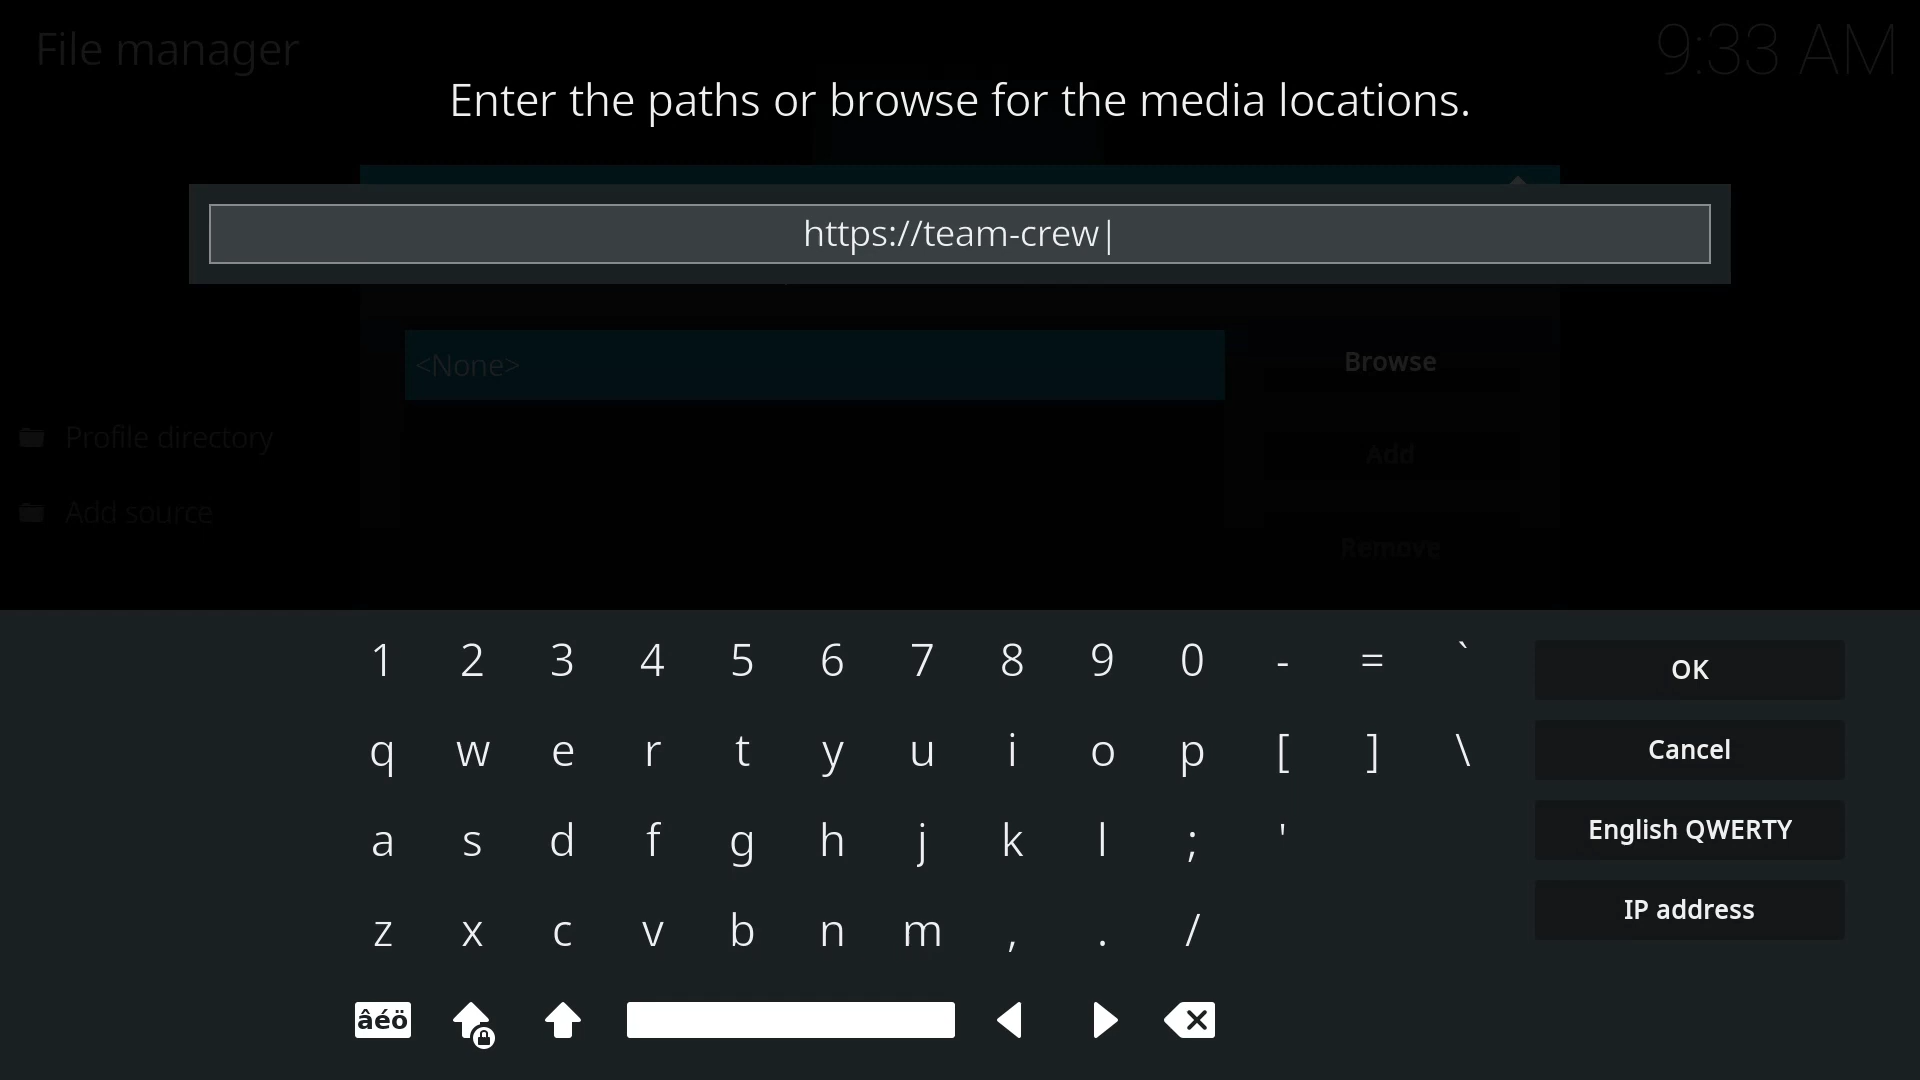 File manager
9:33 AM
Enter the paths or browse for the media locations.
https://team-crew
<None>
Browse
Profile directory
Add
Add source
Remove
1 2 3 4 5 6 7 8 9 0 - = `
OK
q w e r t y u i o p [ ] \
Cancel
a s d f g h j k l ; '
English QWERTY
z x c v b n m , . /
IP address
âéö